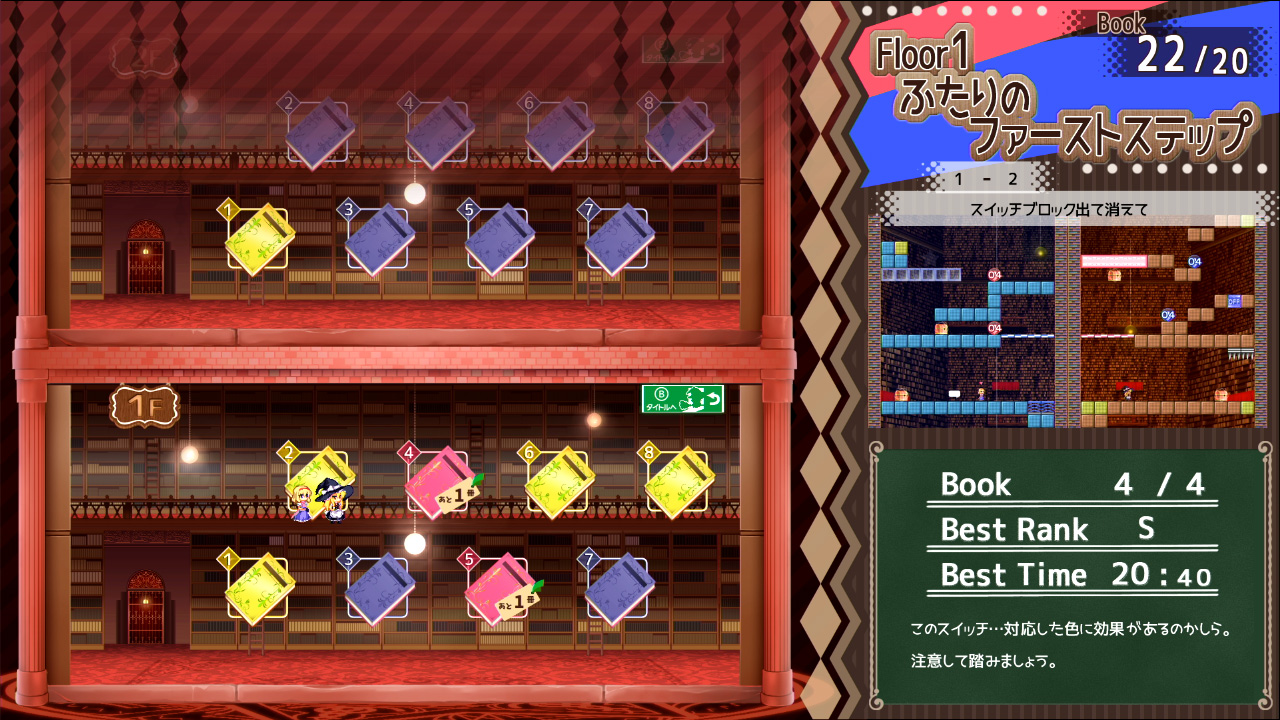 2F
2
4
6
8
1
3
5
7
1F
B
タイトルへ
2
4
あと1冊
6
8
1
3
5
あと1冊
7
Book
22/20
Floor1
ふたりの
ファーストステップ
1 - 2
スイッチブロック出て消えて
Book 4 / 4
Best Rank S
Best Time 20:40
このスイッチ…対応した色に効果があるのかしら。
注意して踏みましょう。